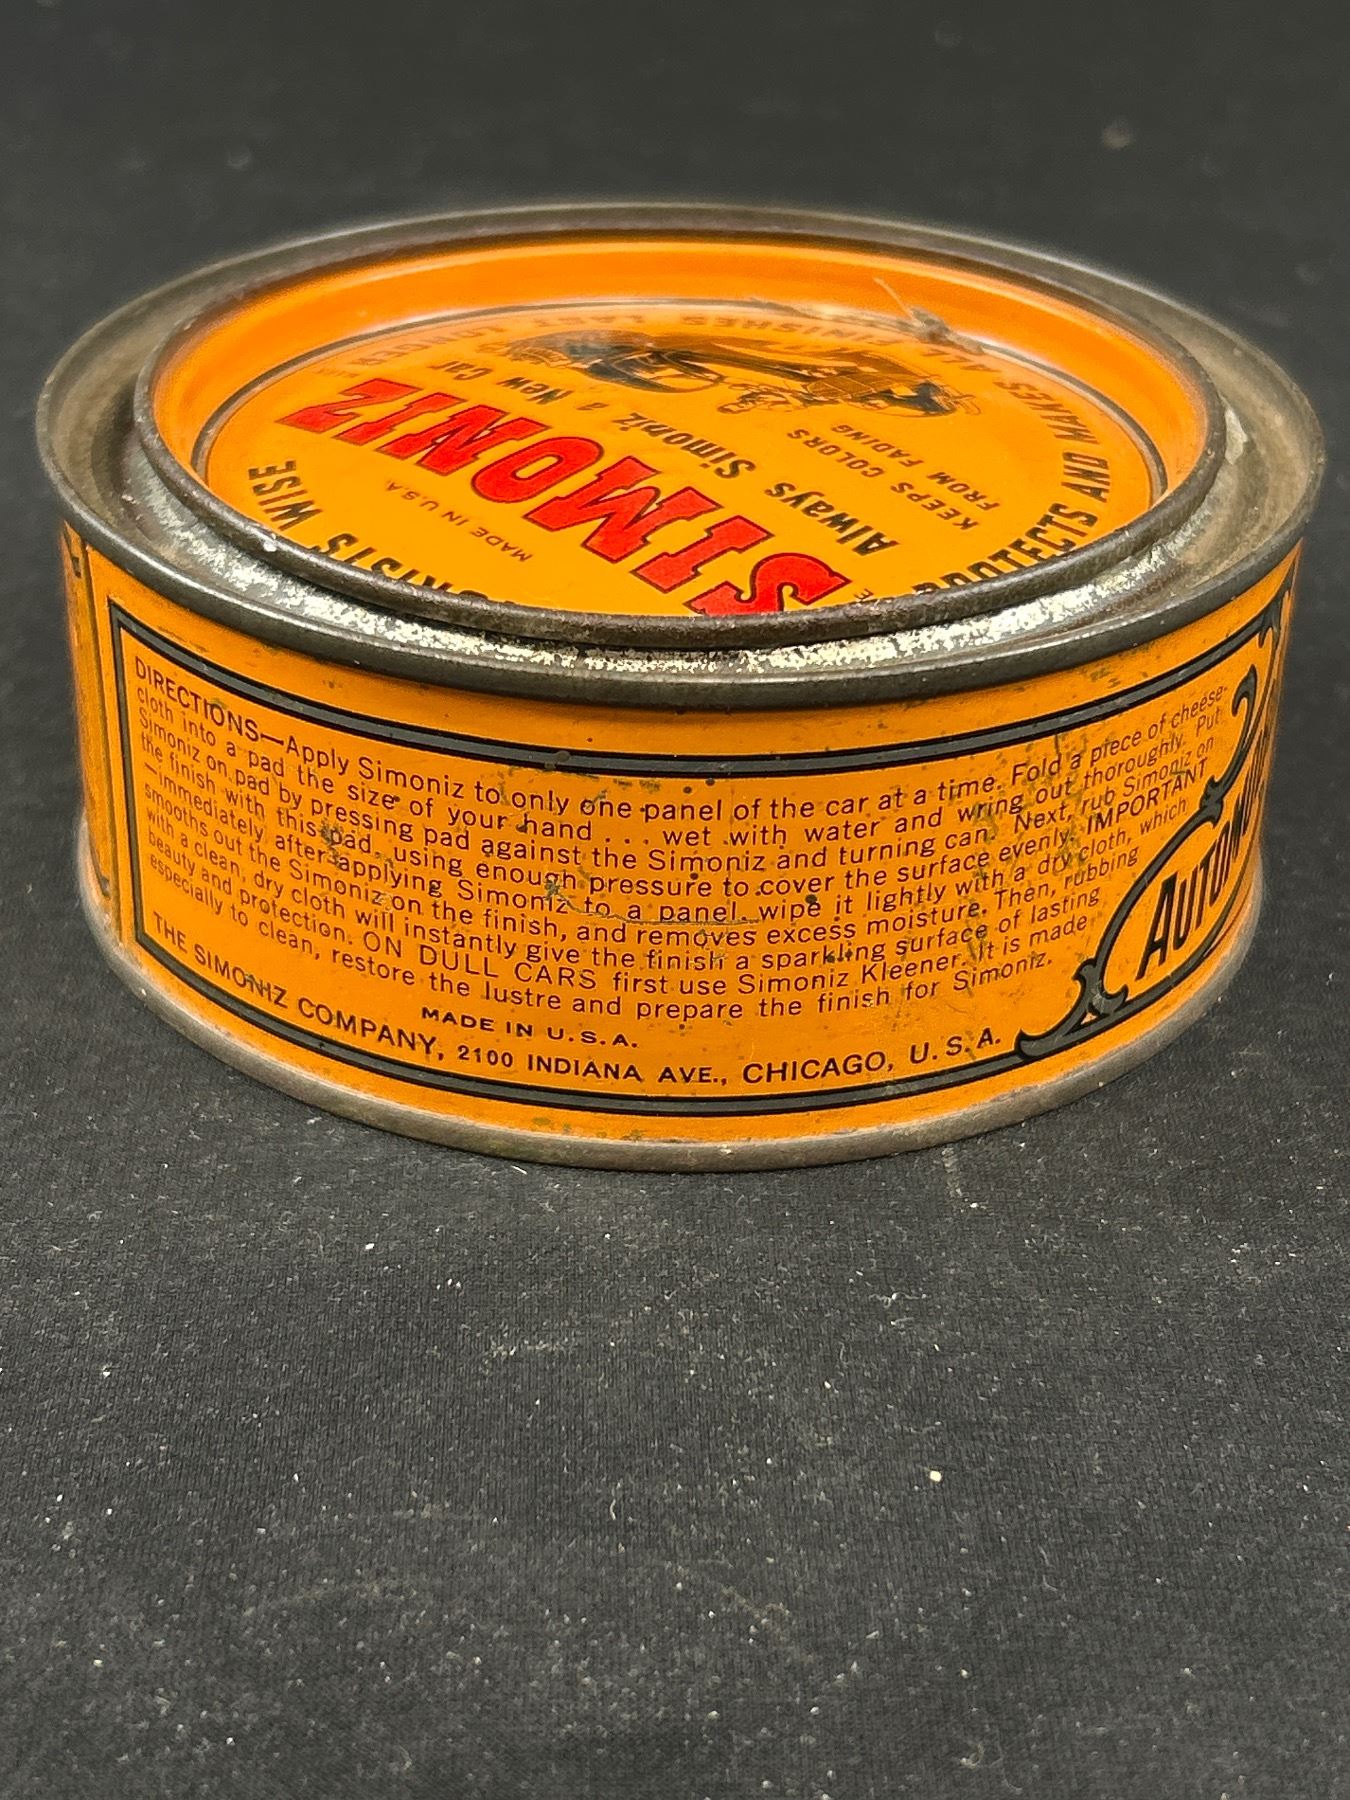 MAKES ALL FINISHES LAST LONGER
KEEPS COLORS
FROM FADING
Always Simoniz a New Car
SIMONIZ
MADE IN U.S.A.
WISE
PROTECTS AND
DIRECTIONS—Apply Simoniz to only one panel of the car at a time. Fold a piece of cheese-
cloth into a pad the size of your hand . . . wet with water and wring out thoroughly. Put
Simoniz on pad by pressing pad against the Simoniz and turning can. Next, rub Simoniz on
the finish with this pad, using enough pressure to cover the surface evenly. IMPORTANT
—immediately after applying Simoniz to a panel, wipe it lightly with a dry cloth, which
smooths out the Simoniz on the finish, and removes excess moisture. Then, rubbing
with a clean, dry cloth will instantly give the finish a sparkling surface of lasting
beauty and protection. ON DULL CARS first use Simoniz Kleener. It is made
especially to clean, restore the lustre and prepare the finish for Simoniz.
MADE IN U.S.A.
THE SIMONIZ COMPANY, 2100 INDIANA AVE., CHICAGO, U.S.A.